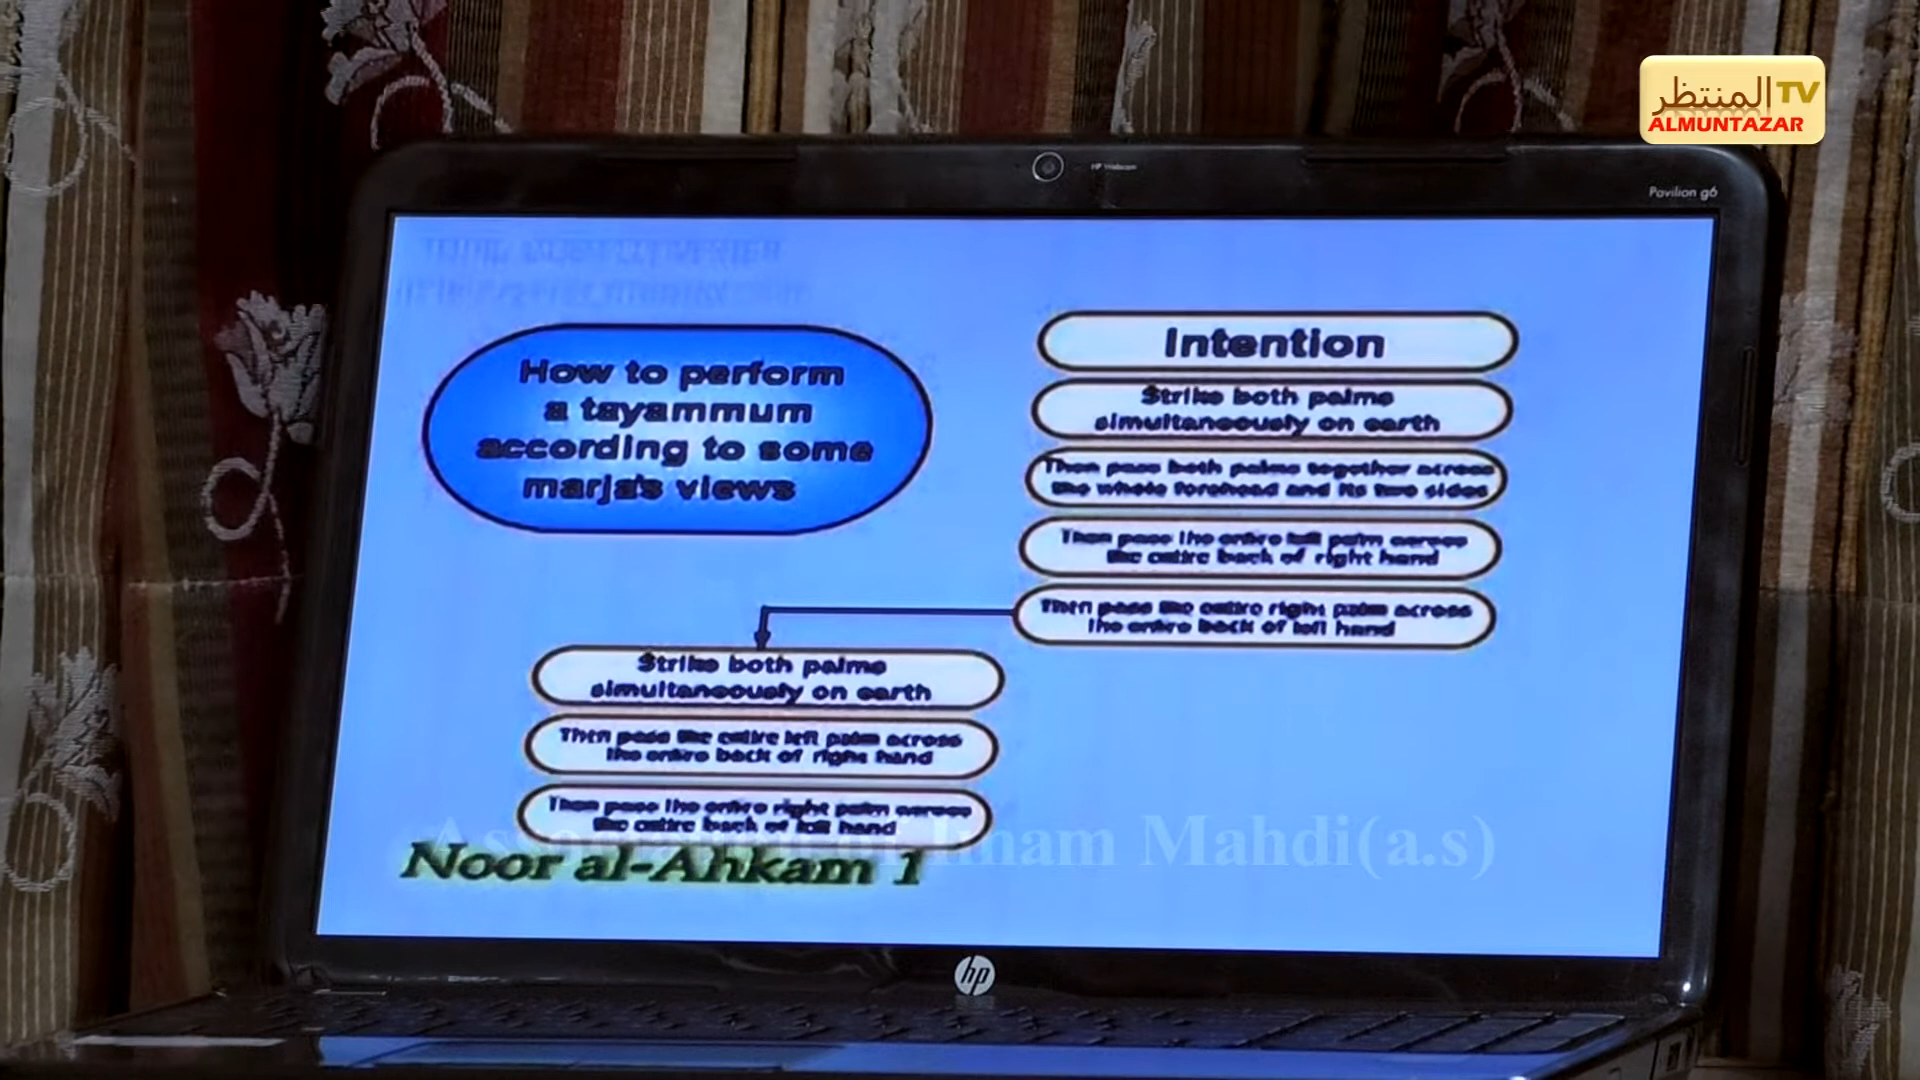 المنتظر TV
ALMUNTAZAR
HP Webcam
Pavilion g6
How to perform
a tayammum
according to some
marja's views
Intention
Strike both palms
simultaneously on earth
Then pass both palms together across
the whole forehead and its two sides
Then pass the entire left palm across
the entire back of right hand
Then pass the entire right palm across
the entire back of left hand
Strike both palms
simultaneously on earth
Then pass the entire left palm across
the entire back of right hand
Then pass the entire right palm across
the entire back of left hand
Imam Mahdi(a.s)
Noor al-Ahkam 1
hp